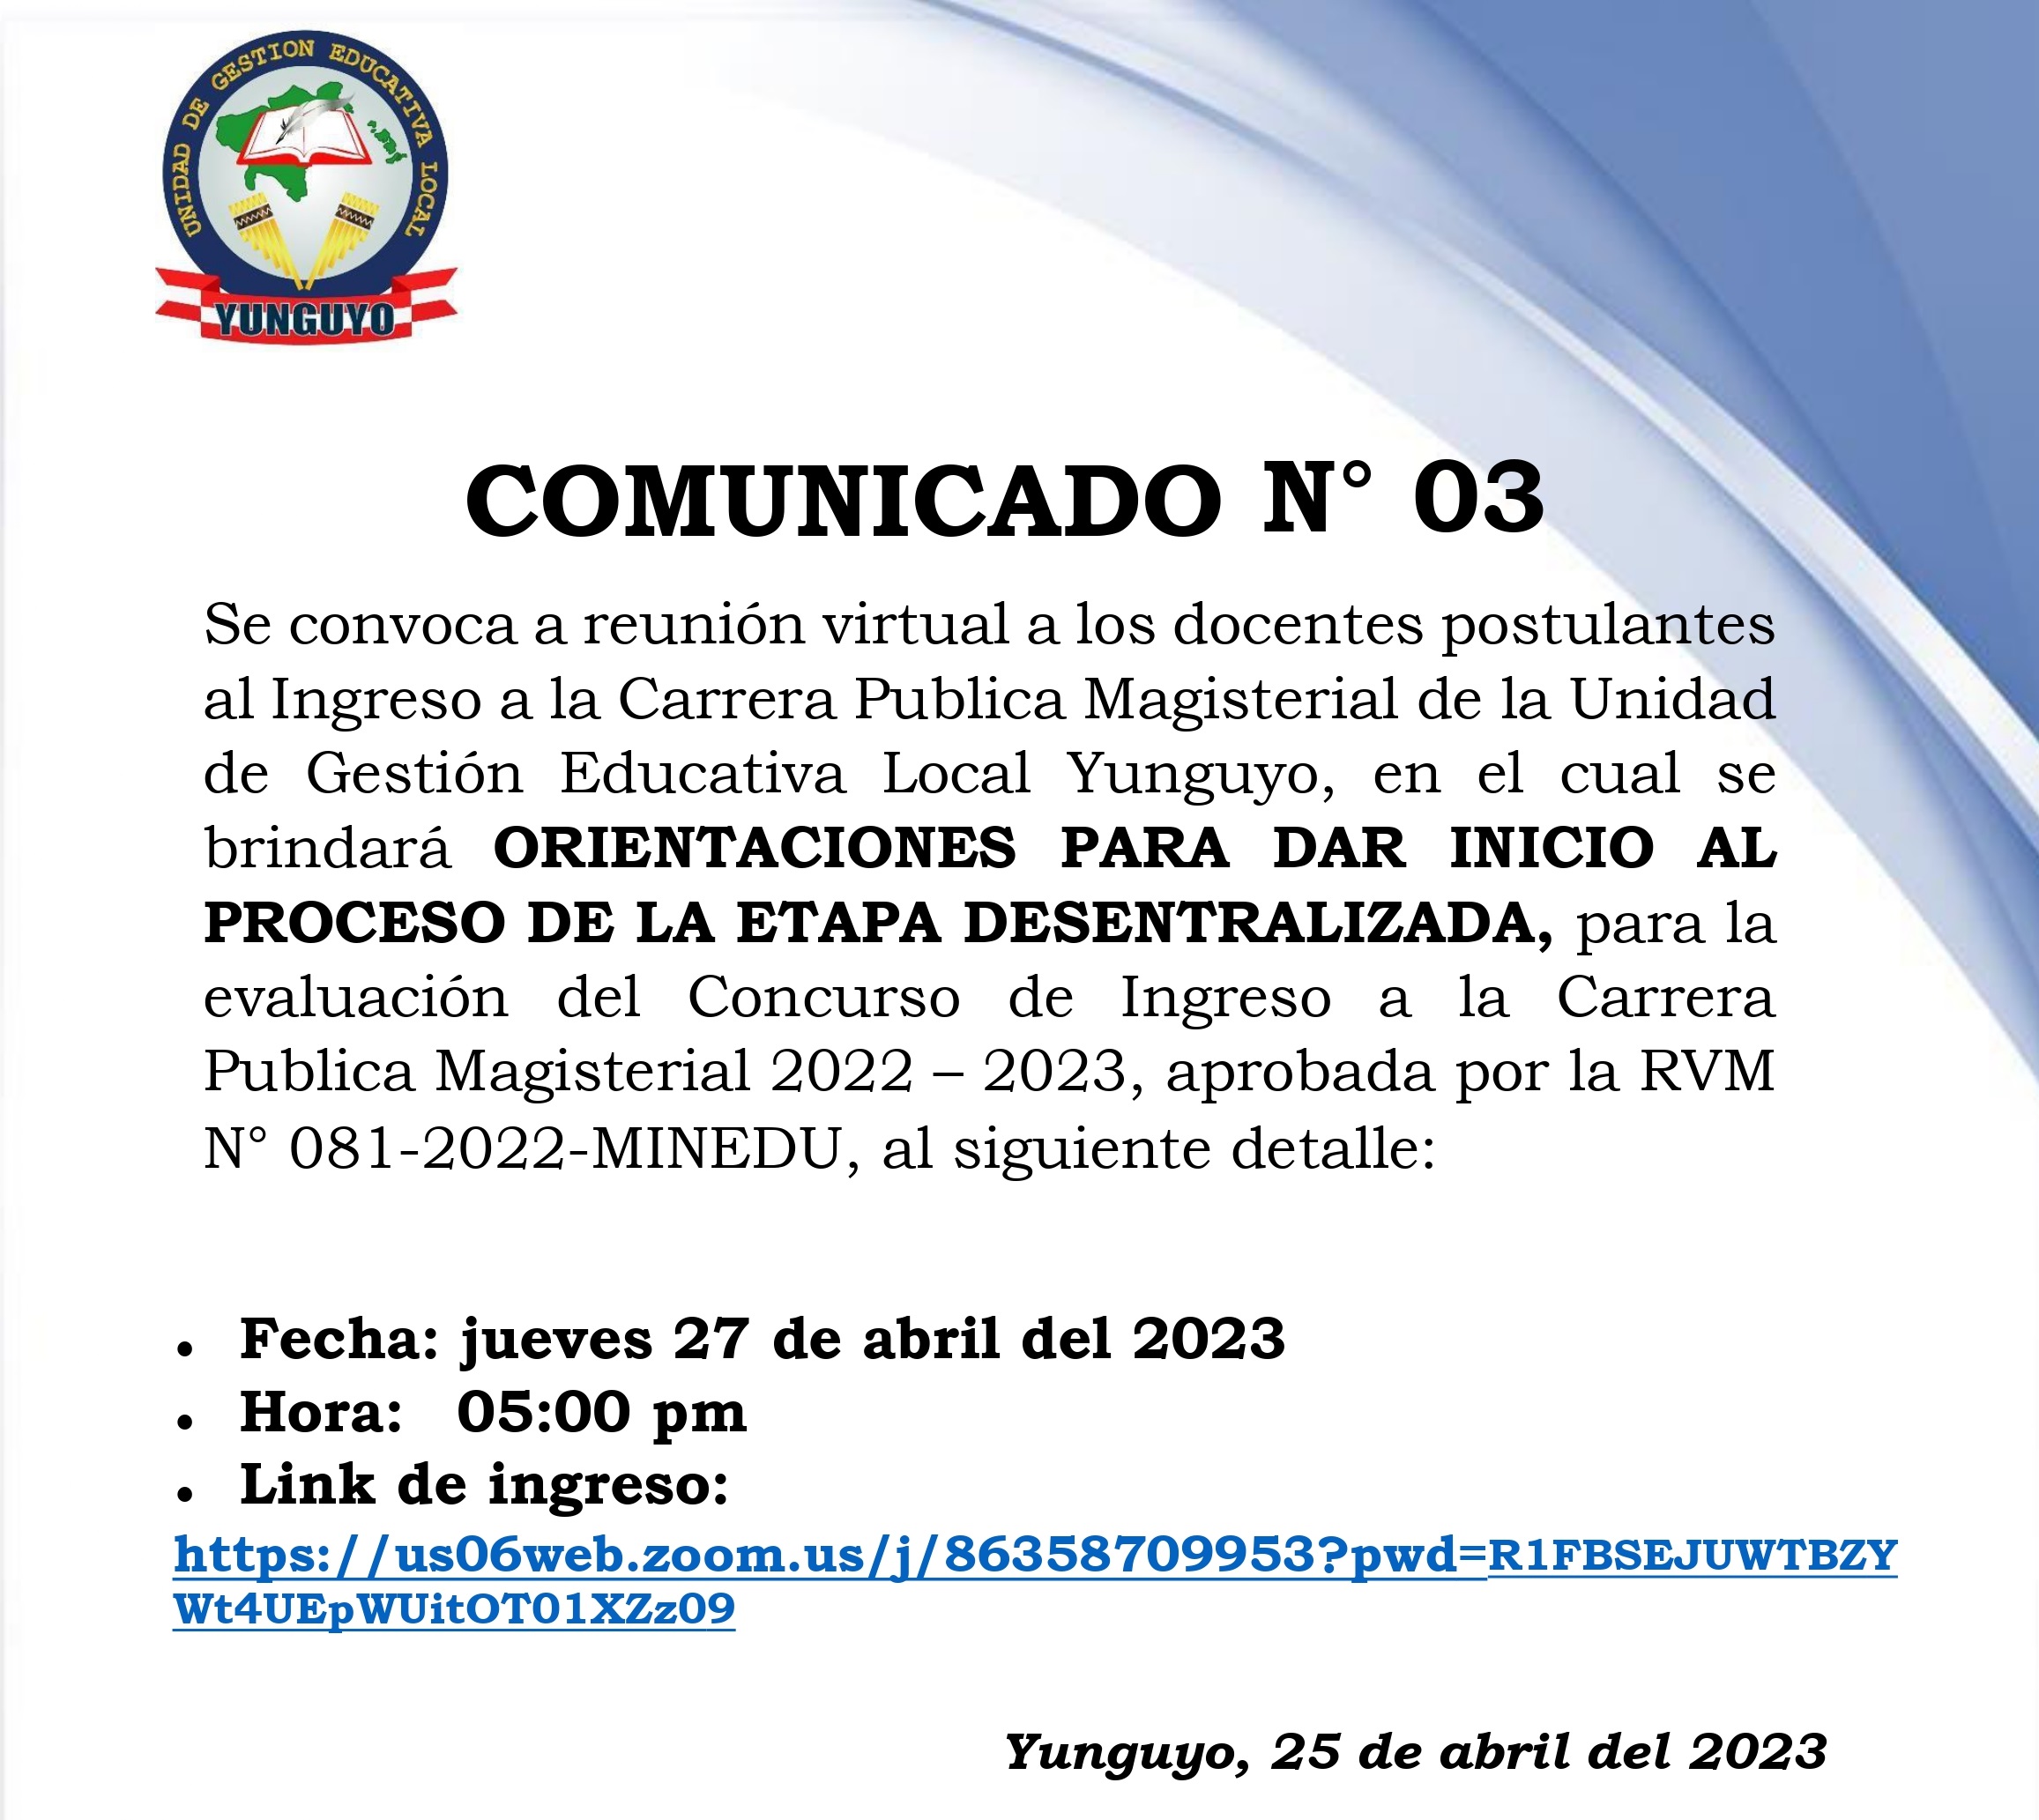 UNIDAD DE GESTION EDUCATIVA LOCAL
YUNGUYO
COMUNICADO N° 03
Se convoca a reunión virtual a los docentes postulantes
al Ingreso a la Carrera Publica Magisterial de la Unidad
de Gestión Educativa Local Yunguyo, en el cual se
brindará ORIENTACIONES PARA DAR INICIO AL
PROCESO DE LA ETAPA DESENTRALIZADA, para la
evaluación del Concurso de Ingreso a la Carrera
Publica Magisterial 2022 – 2023, aprobada por la RVM
N° 081-2022-MINEDU, al siguiente detalle:
• Fecha: jueves 27 de abril del 2023
• Hora: 05:00 pm
• Link de ingreso:
https://us06web.zoom.us/j/86358709953?pwd=R1FBSEJUWTBZY
Wt4UEpWUitOT01XZz09
Yunguyo, 25 de abril del 2023